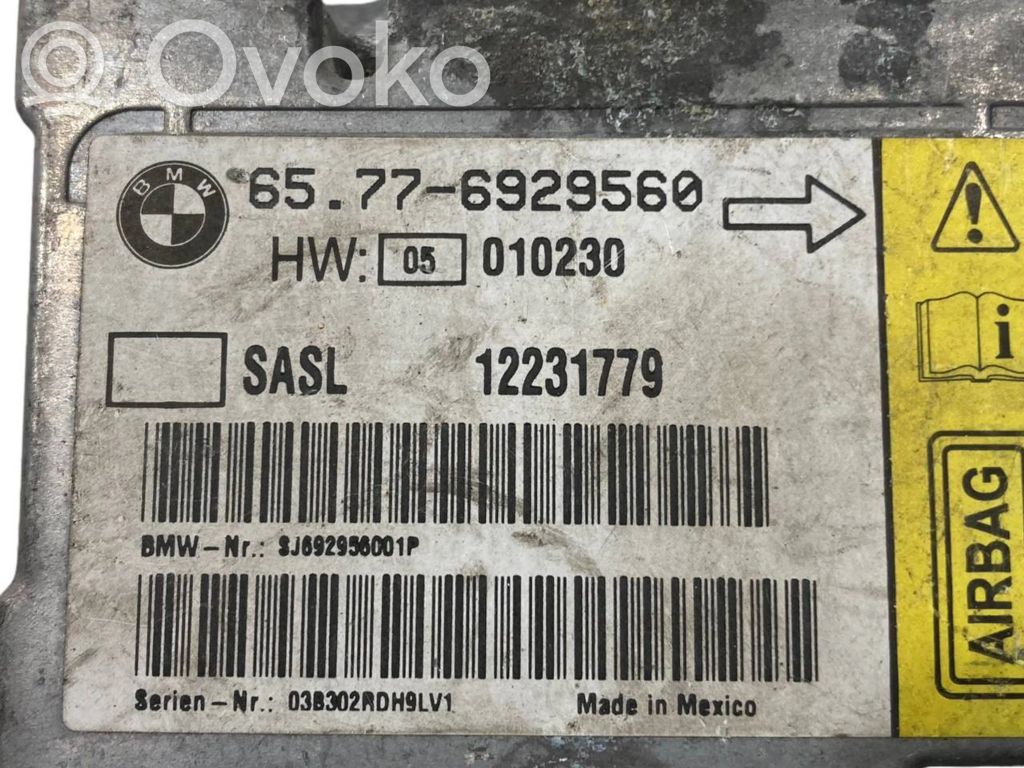 © Ovoko
BMW
65.77-6929560
HW: 05 010230
SASL 12231779
BMW-Nr.: SJ692956001P
Serien-Nr.: 03B302RDH9LV1 Made in Mexico
!
i
AIRBAG